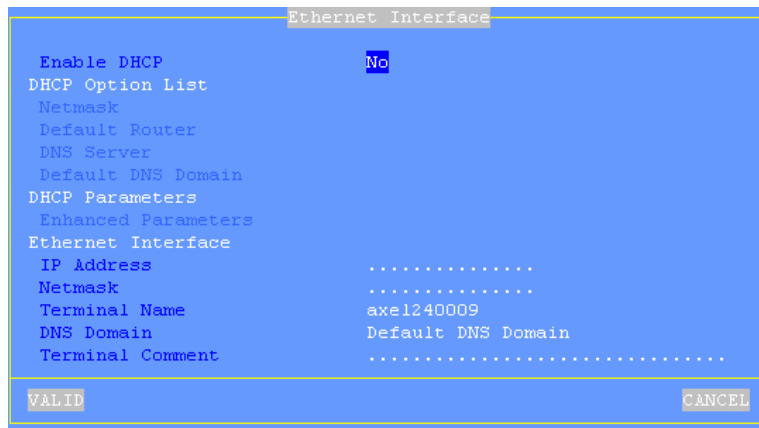 Ethernet Interface
Enable DHCP No
DHCP Option List
Netmask
Default Router
DNS Server
Default DNS Domain
DHCP Parameters
Enhanced Parameters
Ethernet Interface
IP Address ...............
Netmask ...............
Terminal Name axel240009
DNS Domain Default DNS Domain
Terminal Comment ................................
VALID CANCEL